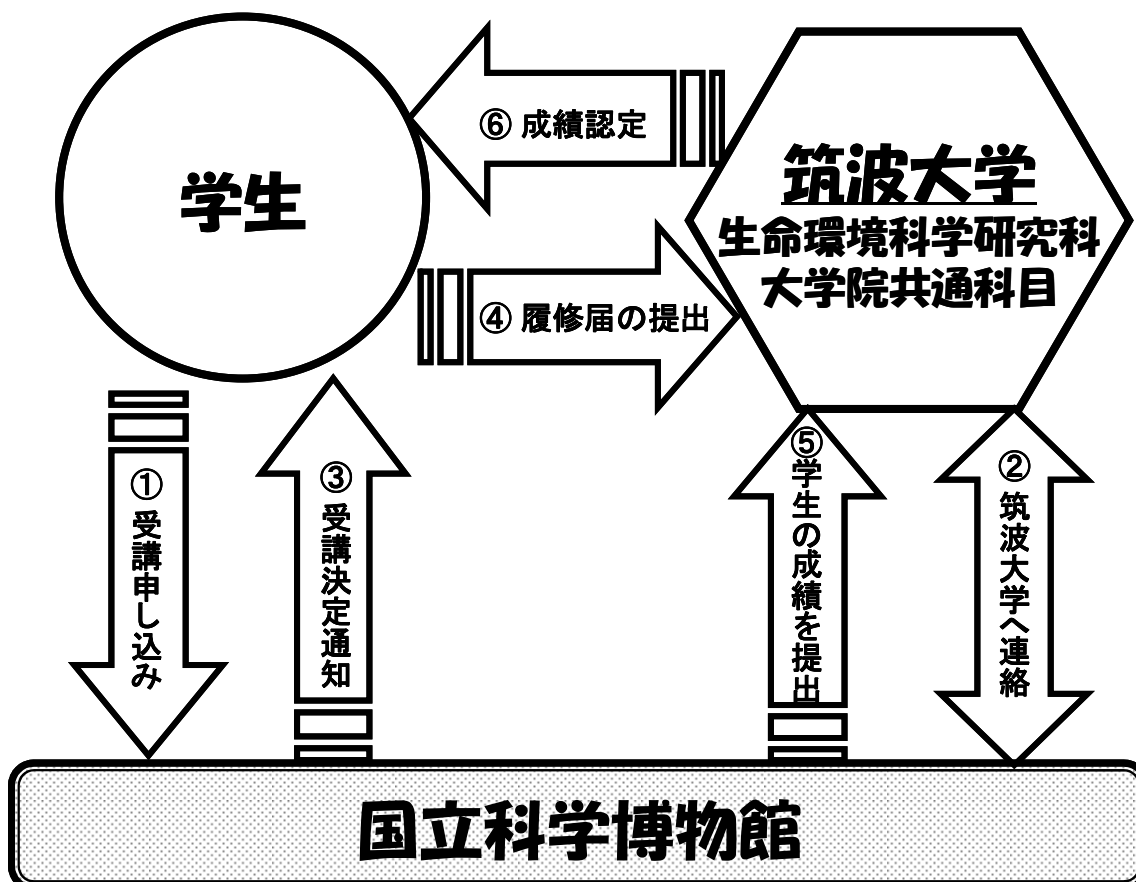 学生
⑥ 成績認定
筑波大学
生命環境科学研究科
大学院共通科目
④ 履修届の提出
① 受講申し込み
③ 受講決定通知
⑤学生の成績を提出
② 筑波大学へ連絡
国立科学博物館